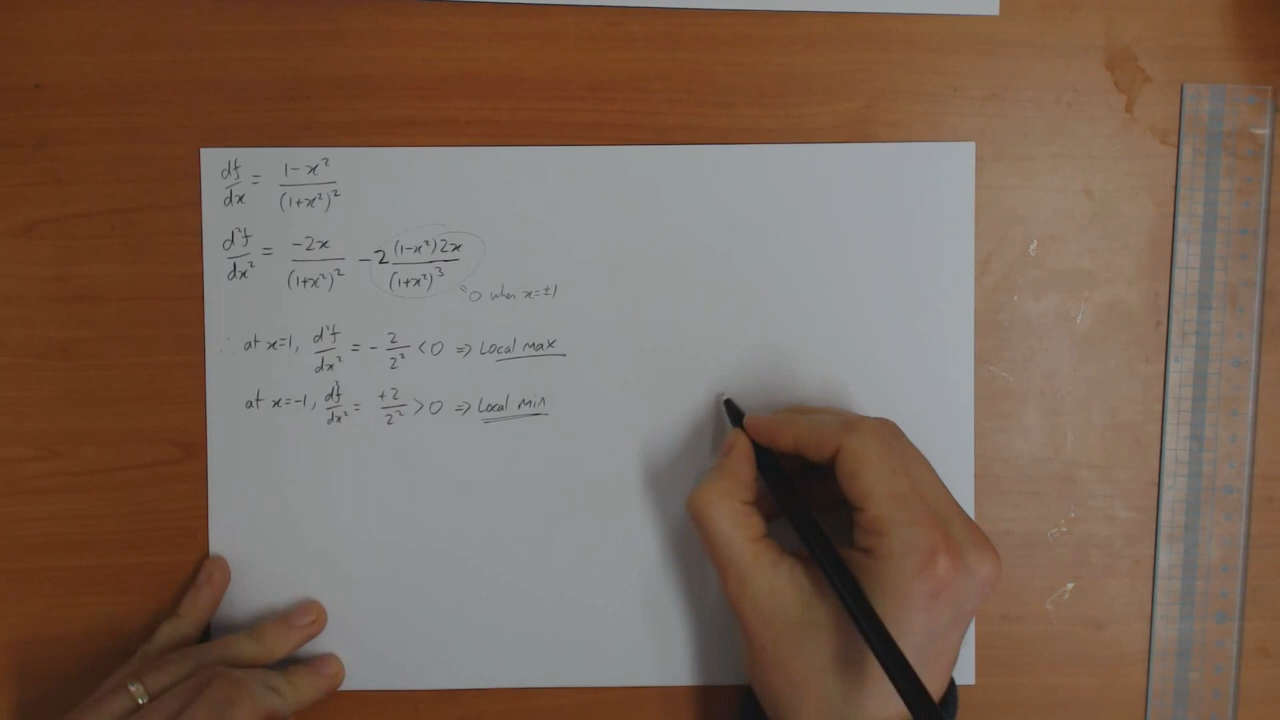 df/dx = (1-x²)/(1+x²)²
d²f/dx² = -2x/(1+x²)² -2 (1-x²)2x/(1+x²)³
=0 when x=±1
∴ at x=1, d²f/dx² = - 2/2² <0 ⇒ Local max
at x=-1, d²f/dx² = +2/2² >0 ⇒ Local min